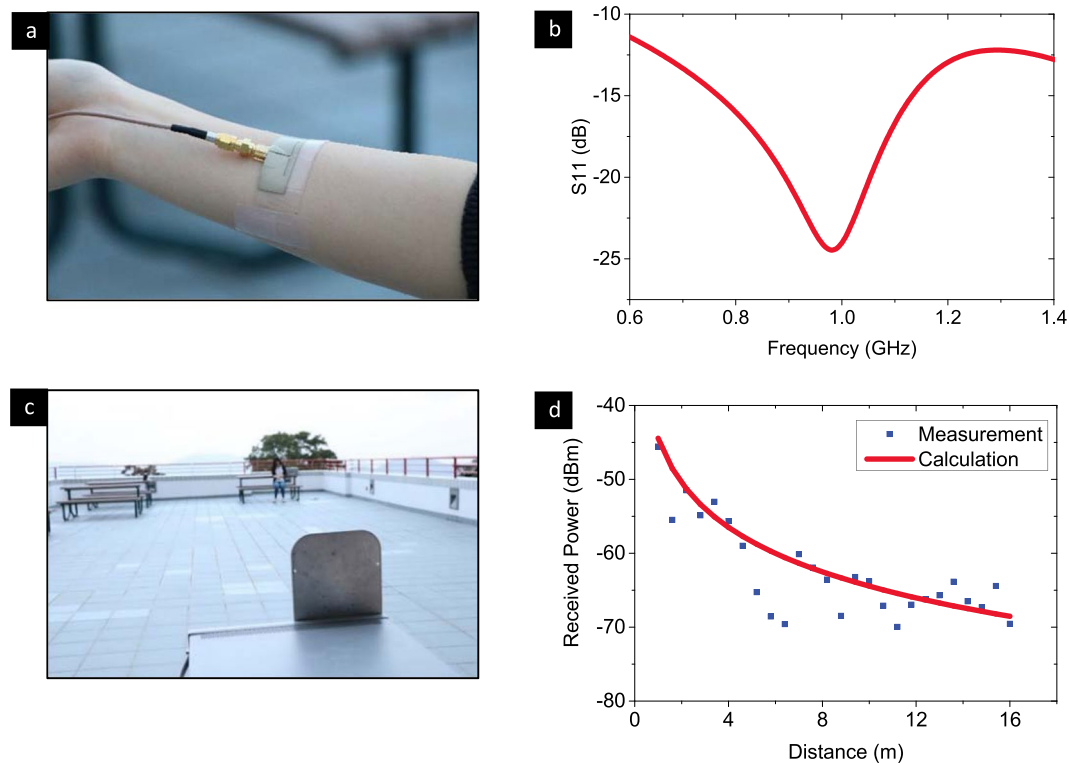 a
b
-10
-15
-20
-25
S11 (dB)
0.6
0.8
1.0
1.2
1.4
Frequency (GHz)
c
d
-40
-50
-60
-70
-80
Received Power (dBm)
Measurement
Calculation
0
4
8
12
16
Distance (m)